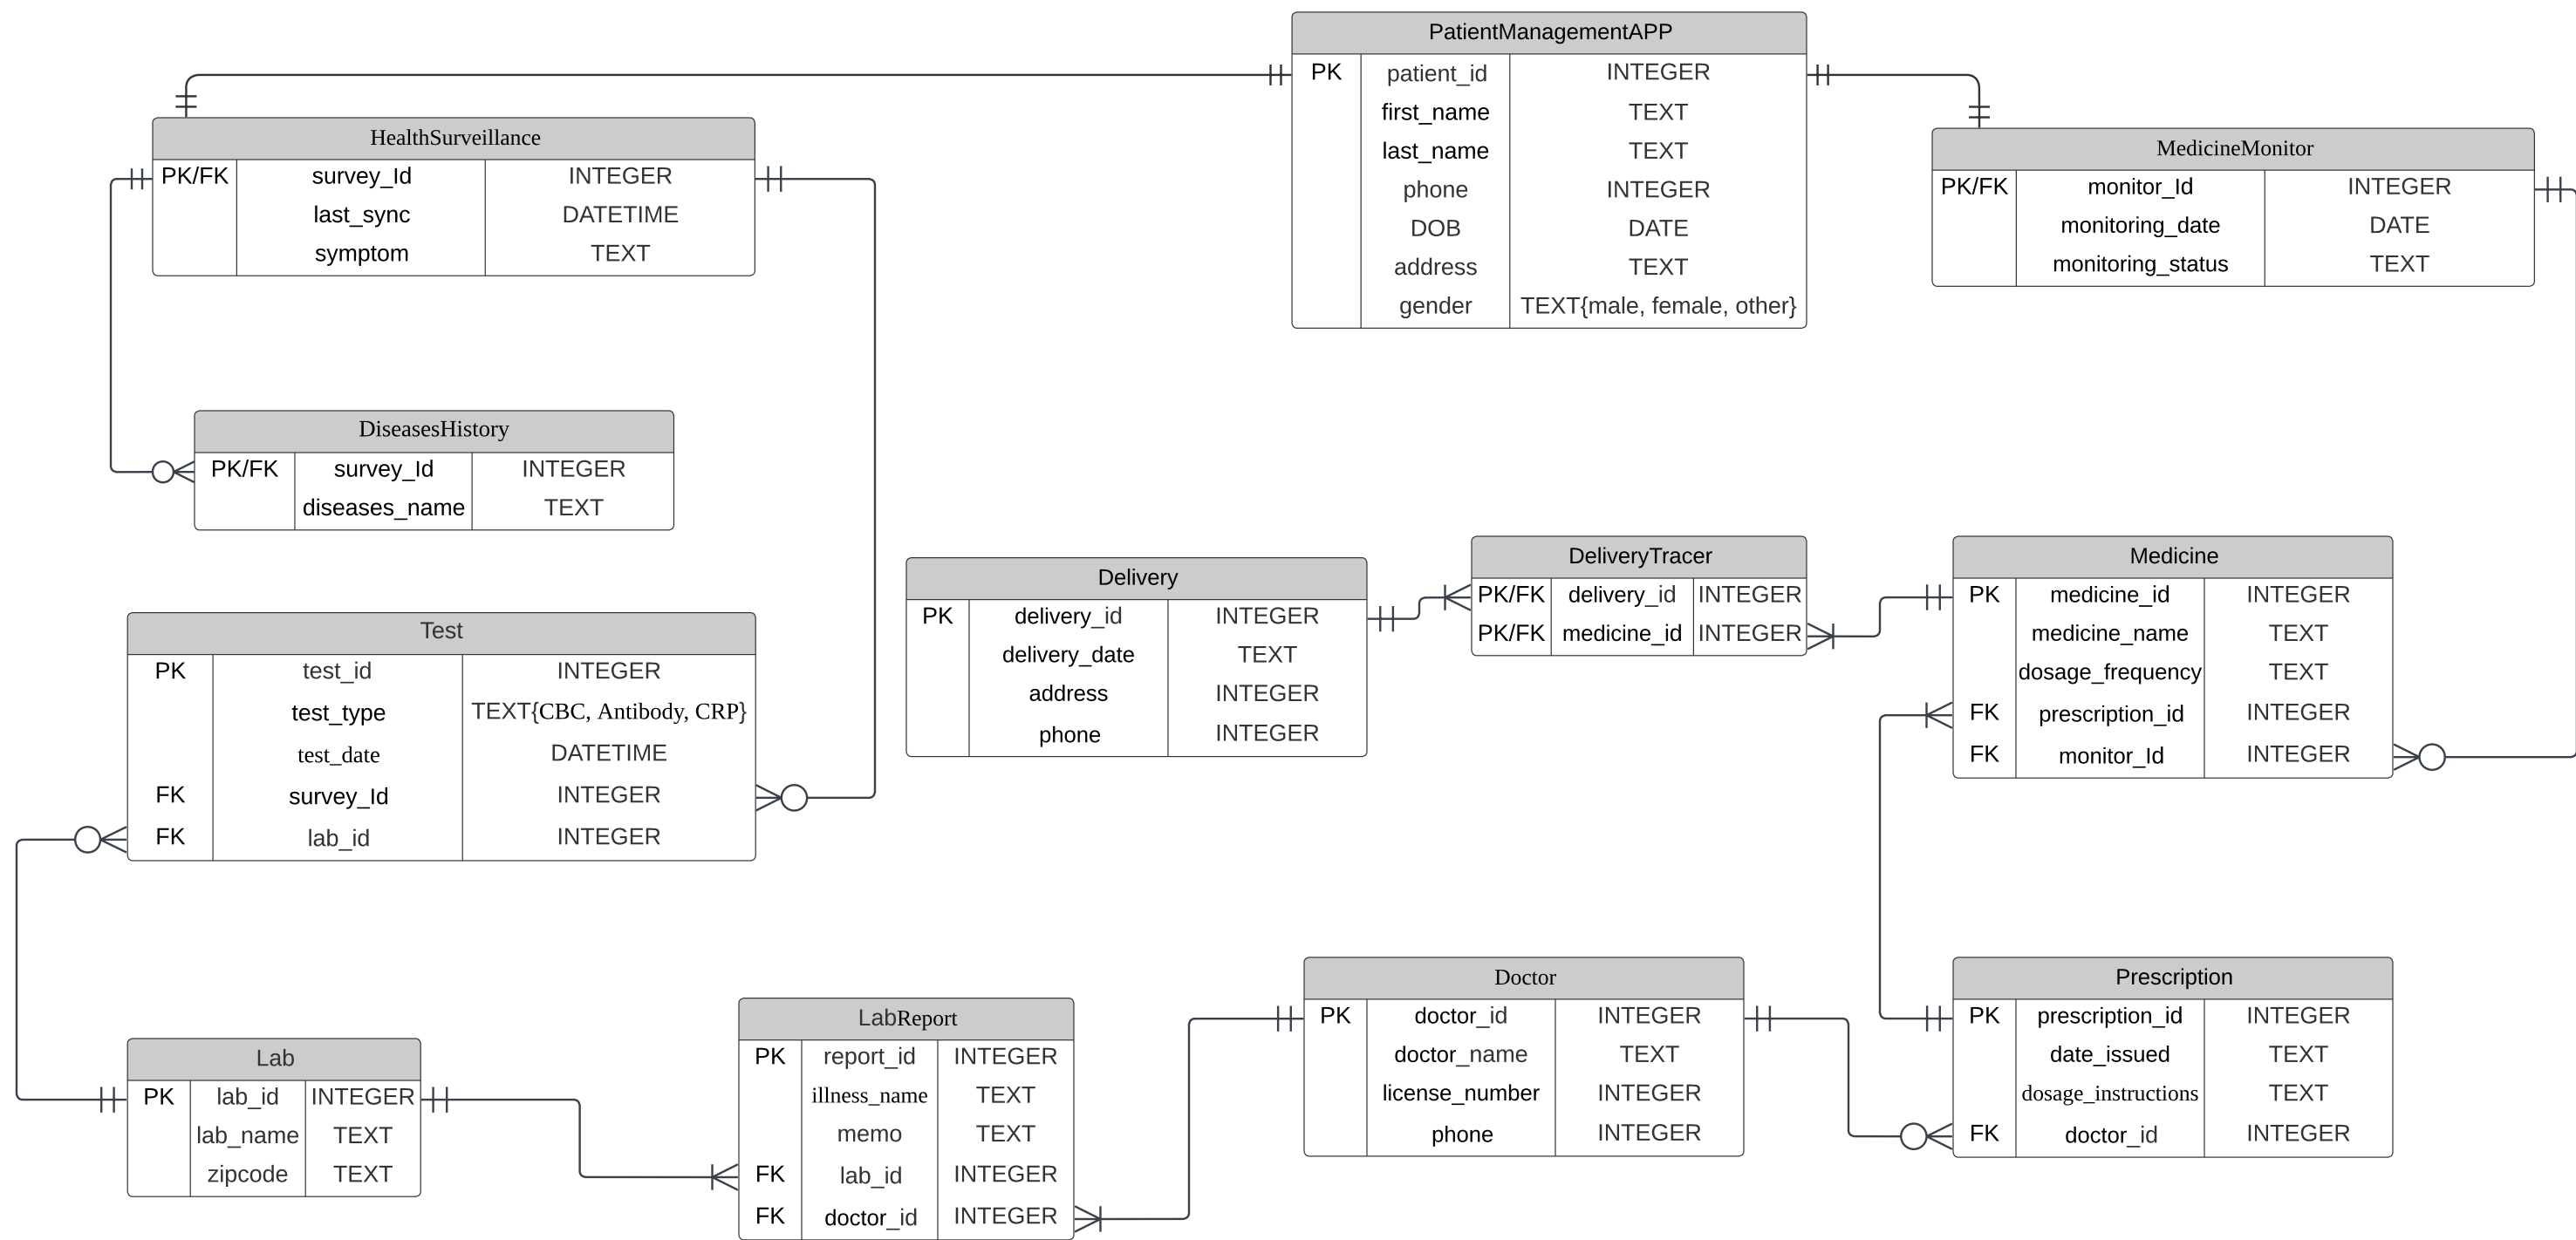 PatientManagementAPP
PK patient_id INTEGER
first_name TEXT
last_name TEXT
phone INTEGER
DOB DATE
address TEXT
gender TEXT{male, female, other}
HealthSurveillance
PK/FK survey_Id INTEGER
last_sync DATETIME
symptom TEXT
MedicineMonitor
PK/FK monitor_Id INTEGER
monitoring_date DATE
monitoring_status TEXT
DiseasesHistory
PK/FK survey_Id INTEGER
diseases_name TEXT
Delivery
PK delivery_id INTEGER
delivery_date TEXT
address INTEGER
phone INTEGER
DeliveryTracer
PK/FK delivery_id INTEGER
PK/FK medicine_id INTEGER
Medicine
PK medicine_id INTEGER
medicine_name TEXT
dosage_frequency TEXT
FK prescription_id INTEGER
FK monitor_Id INTEGER
Test
PK test_id INTEGER
test_type TEXT{CBC, Antibody, CRP}
test_date DATETIME
FK survey_Id INTEGER
FK lab_id INTEGER
Lab
PK lab_id INTEGER
lab_name TEXT
zipcode TEXT
LabReport
PK report_id INTEGER
illness_name TEXT
memo TEXT
FK lab_id INTEGER
FK doctor_id INTEGER
Doctor
PK doctor_id INTEGER
doctor_name TEXT
license_number INTEGER
phone INTEGER
Prescription
PK prescription_id INTEGER
date_issued TEXT
dosage_instructions TEXT
FK doctor_id INTEGER